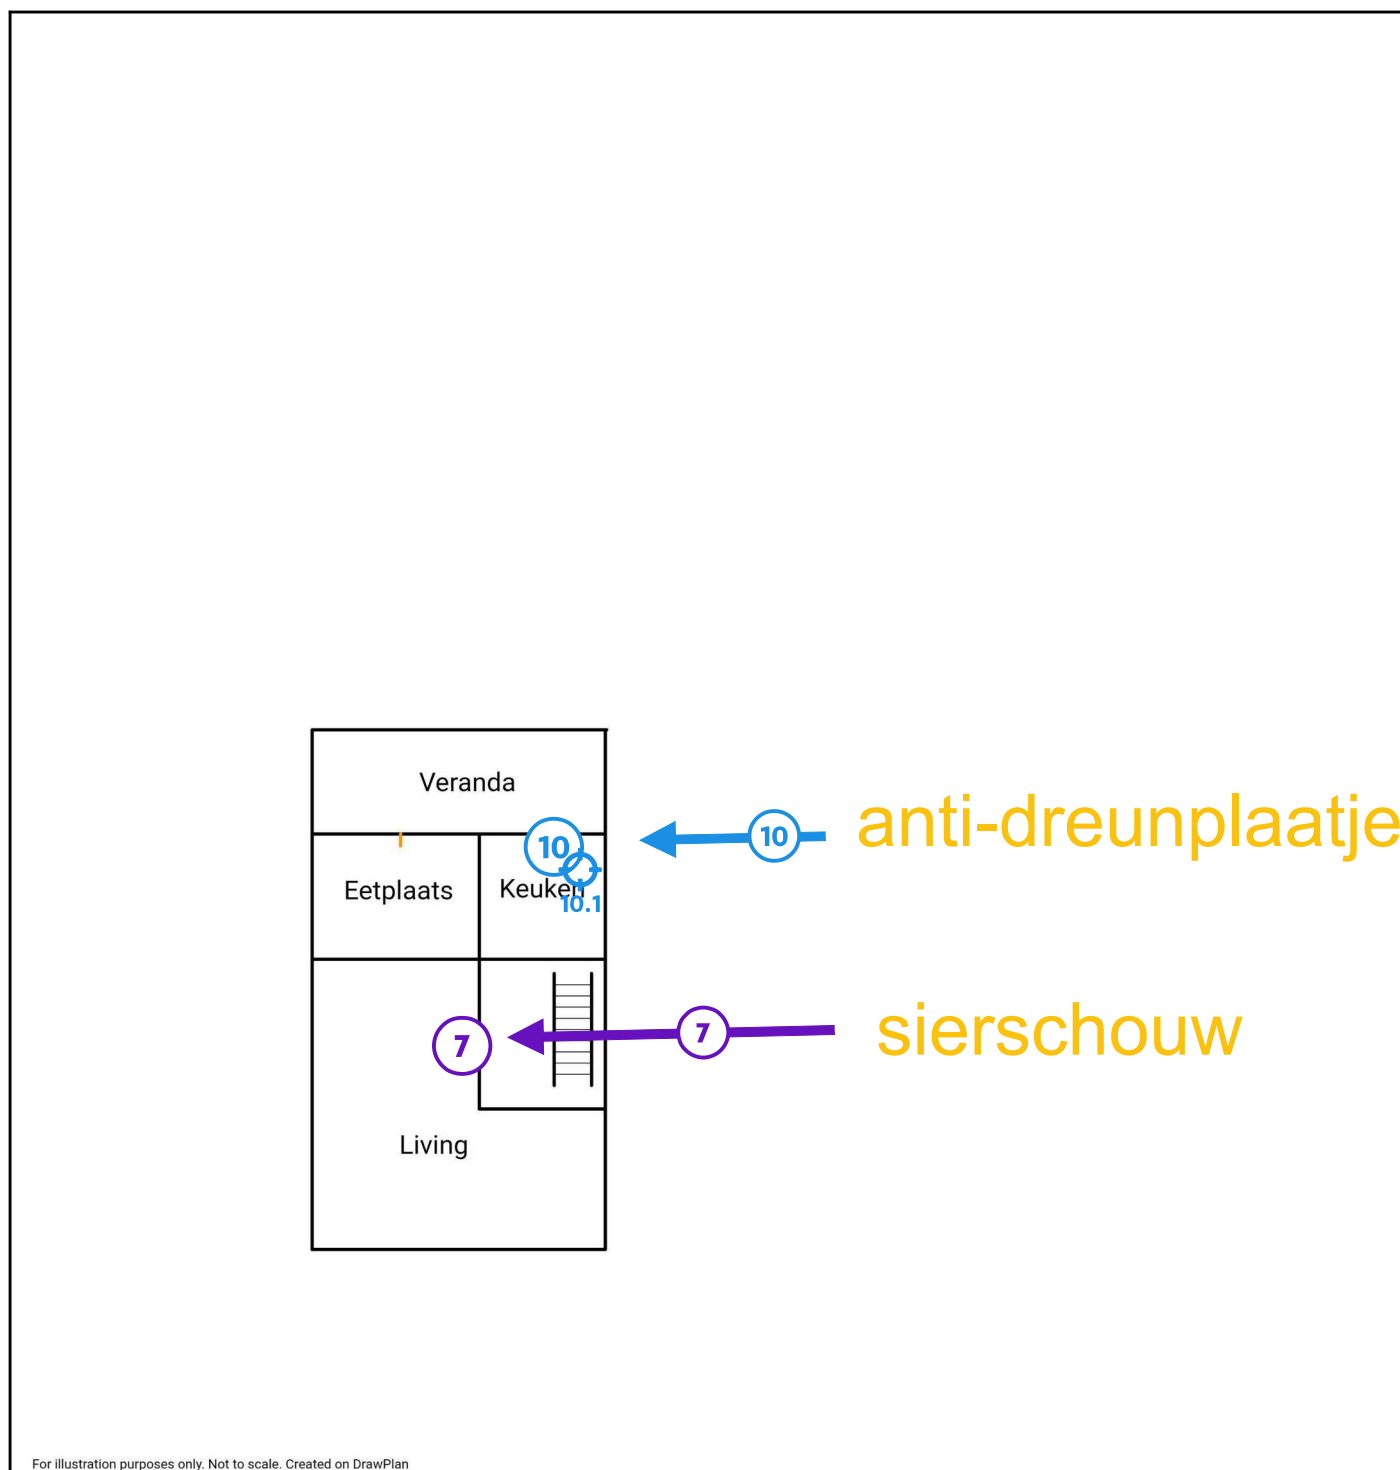 Veranda
10
10
anti-dreunplaatje
Eetplaats
Keuken
10.1
7
7
sierschouw
Living
For illustration purposes only. Not to scale. Created on DrawPlan